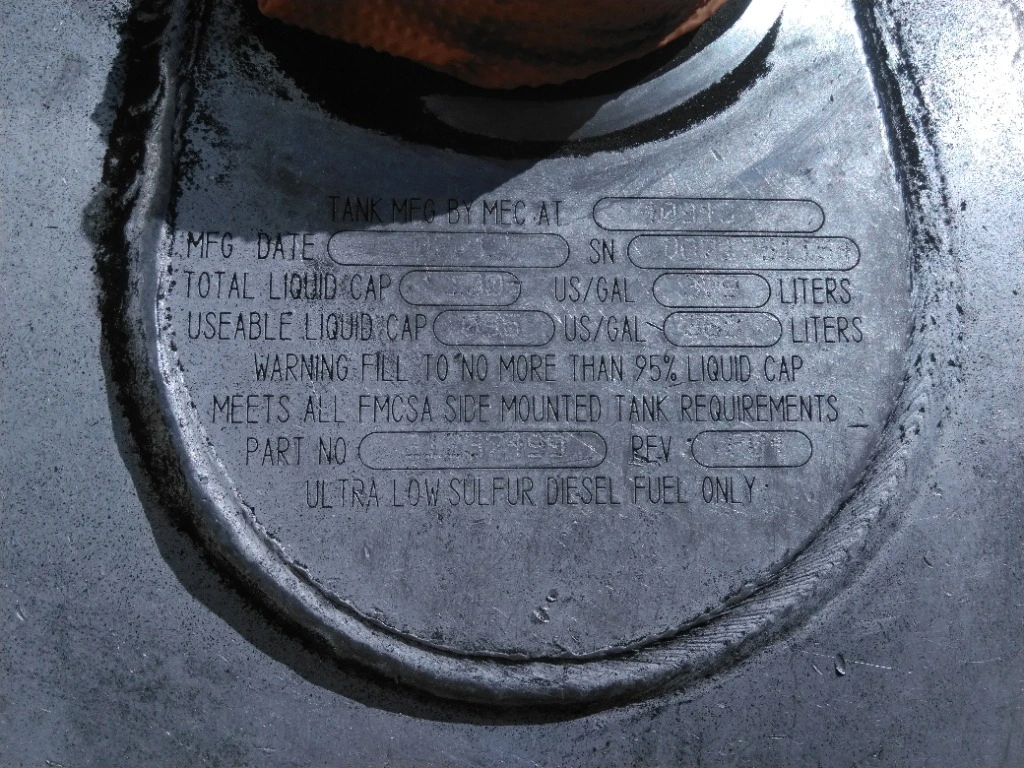 TANK MFG BY MEC AT
MFG DATE SN
TOTAL LIQUID CAP US/GAL LITERS
USEABLE LIQUID CAP US/GAL LITERS
WARNING FILL TO NO MORE THAN 95% LIQUID CAP
MEETS ALL FMCSA SIDE MOUNTED TANK REQUIREMENTS
PART NO REV
ULTRA LOW SULFUR DIESEL FUEL ONLY